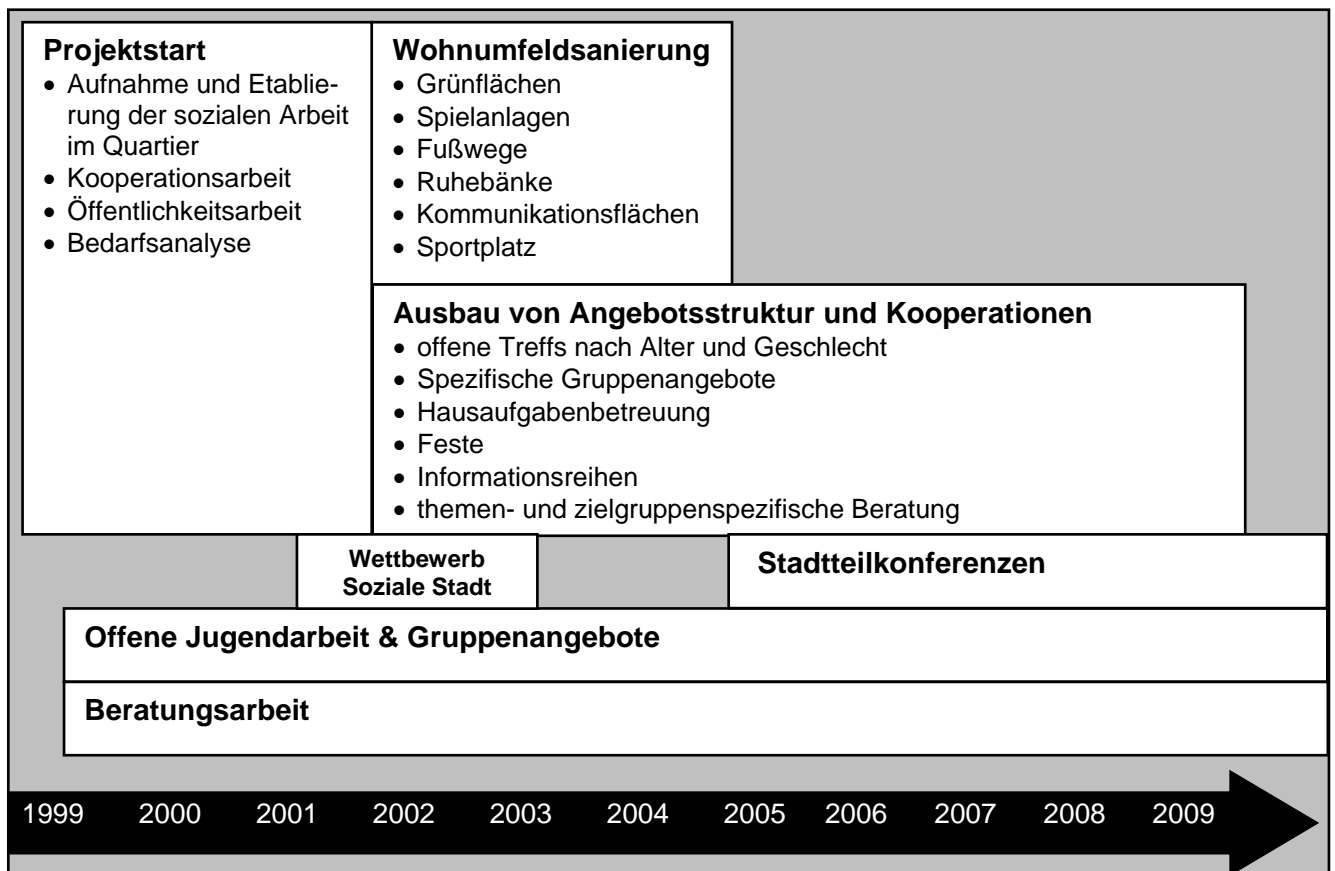 Projektstart
• Aufnahme und Etablie-
rung der sozialen Arbeit
im Quartier
• Kooperationsarbeit
• Öffentlichkeitsarbeit
• Bedarfsanalyse
Wohnumfeldsanierung
• Grünflächen
• Spielanlagen
• Fußwege
• Ruhebänke
• Kommunikationsflächen
• Sportplatz
Ausbau von Angebotsstruktur und Kooperationen
• offene Treffs nach Alter und Geschlecht
• Spezifische Gruppenangebote
• Hausaufgabenbetreuung
• Feste
• Informationsreihen
• themen- und zielgruppenspezifische Beratung
Wettbewerb
Soziale Stadt
Stadtteilkonferenzen
Offene Jugendarbeit & Gruppenangebote
Beratungsarbeit
1999 2000 2001 2002 2003 2004 2005 2006 2007 2008 2009